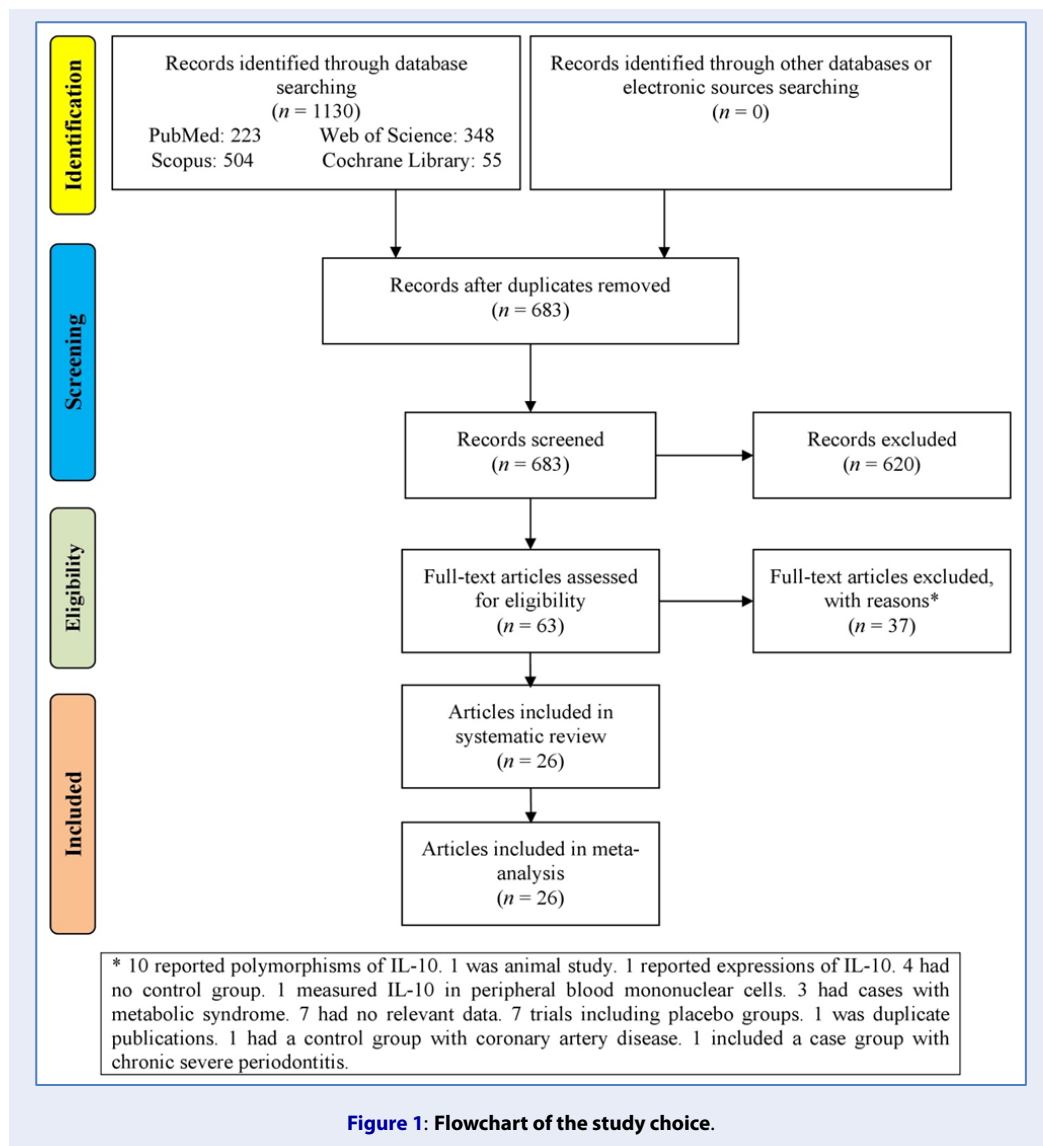 Identification
Records identified through database
searching
(n = 1130)
PubMed: 223 Web of Science: 348
Scopus: 504 Cochrane Library: 55
Records identified through other databases or
electronic sources searching
(n = 0)
Screening
Records after duplicates removed
(n = 683)
Records screened
(n = 683)
Records excluded
(n = 620)
Eligibility
Full-text articles assessed
for eligibility
(n = 63)
Full-text articles excluded,
with reasons*
(n = 37)
Included
Articles included in
systematic review
(n = 26)
Articles included in meta-
analysis
(n = 26)
* 10 reported polymorphisms of IL-10. 1 was animal study. 1 reported expressions of IL-10. 4 had
no control group. 1 measured IL-10 in peripheral blood mononuclear cells. 3 had cases with
metabolic syndrome. 7 had no relevant data. 7 trials including placebo groups. 1 was duplicate
publications. 1 had a control group with coronary artery disease. 1 included a case group with
chronic severe periodontitis.
Figure 1: Flowchart of the study choice.